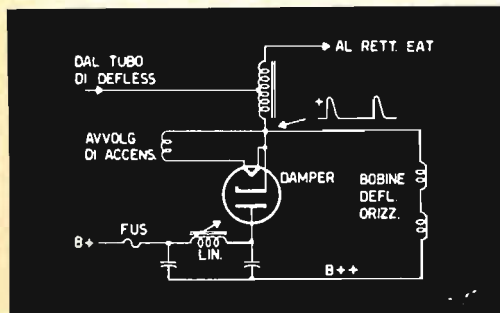 AL RETT. EAT
DAL TUBO
DI DEFLESS
+
AVVOLG
DI ACCENS.
DAMPER
BOBINE
DEFL.
ORIZZ.
FUS
B+
LIN.
B++